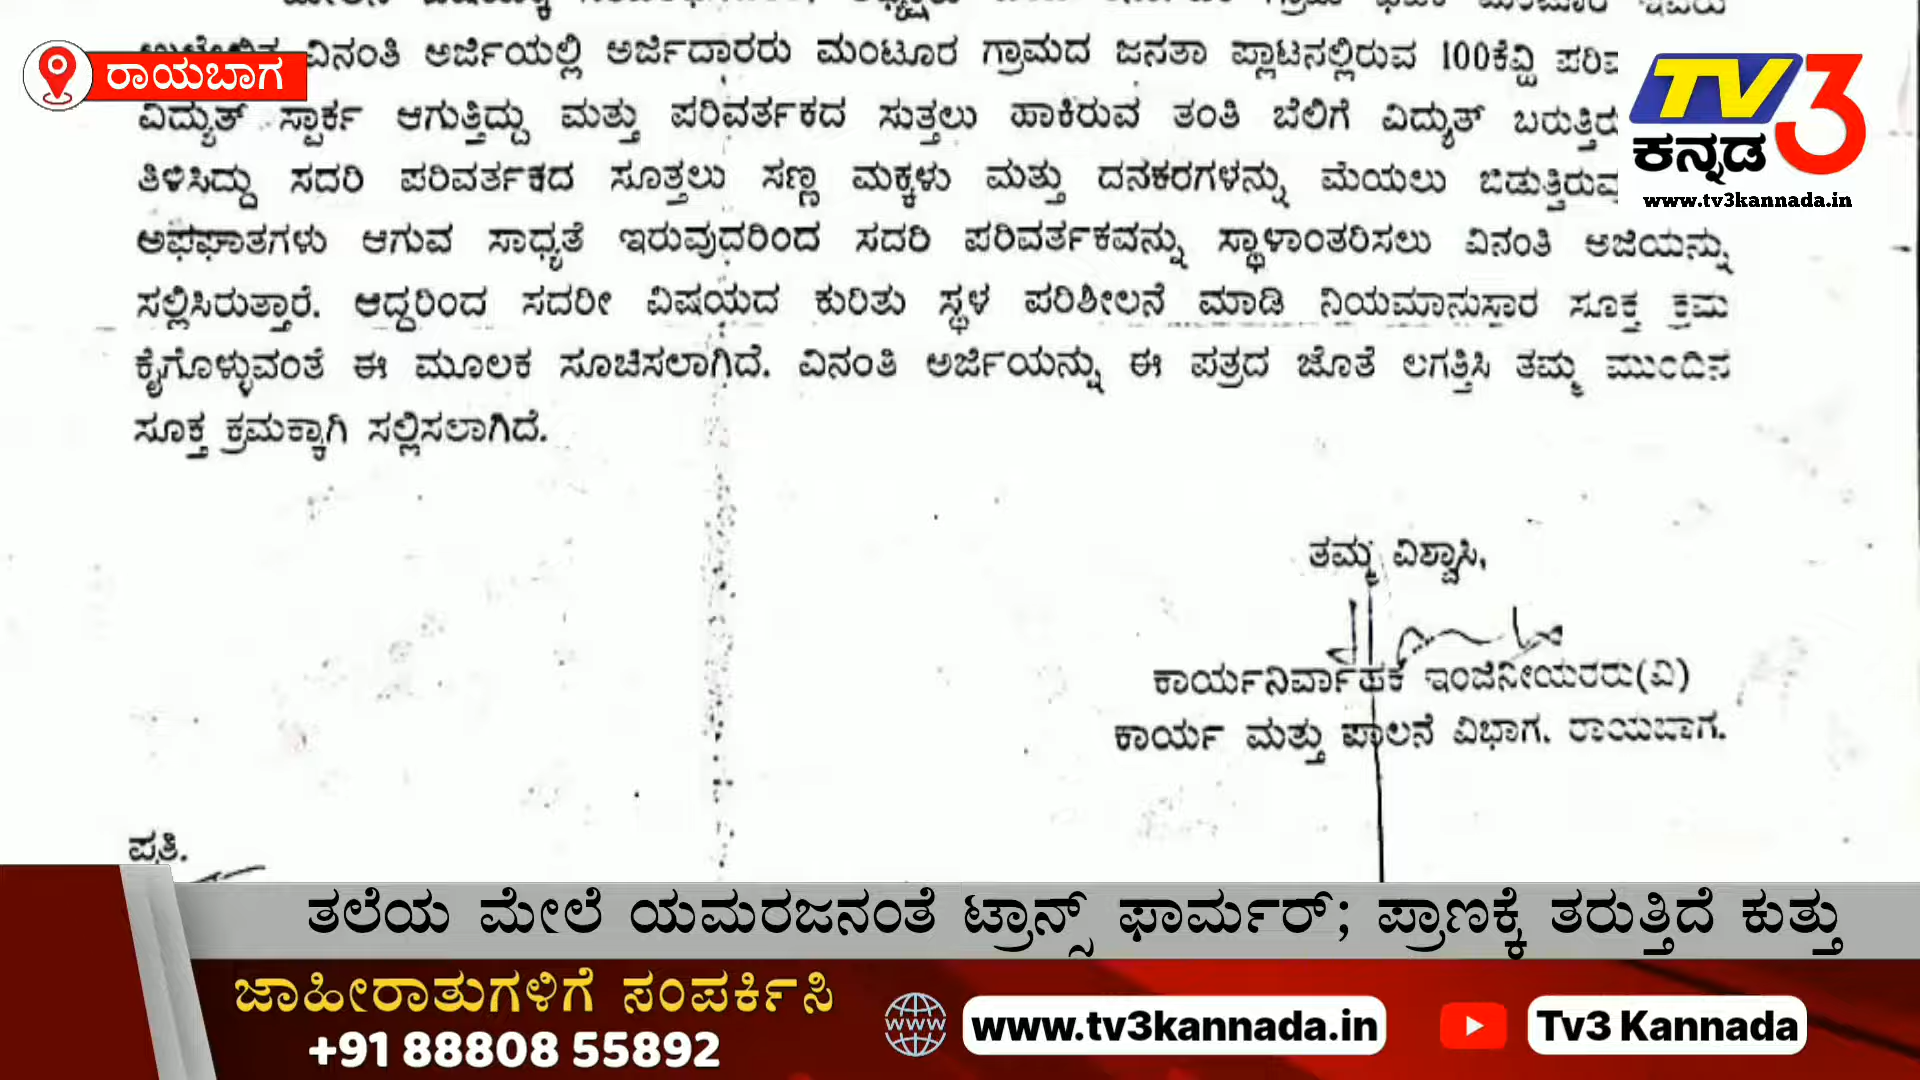 ವಿನಂತಿ ಅರ್ಜಿಯಲ್ಲಿ ಅರ್ಜಿದಾರರು ಮಂಟೂರ ಗ್ರಾಮದ ಜನತಾ ಪ್ಲಾಟನಲ್ಲಿರುವ 100ಕೆವ್ಹಿ
ರಾಯಬಾಗ
TV3
ಕನ್ನಡ
www.tv3kannada.in
ವಿದ್ಯುತ್ ಸ್ಪಾರ್ಕ ಆಗುತ್ತಿದ್ದು ಮತ್ತು ಪರಿವರ್ತಕದ ಸುತ್ತಲು ಹಾಕಿರುವ ತಂತಿ ಬೆಲಿಗೆ ವಿದ್ಯುತ್
ತಿಳಿಸಿದ್ದು ಸದರಿ ಪರಿವರ್ತಕದ ಸೂತ್ತಲು ಸಣ್ಣ ಮಕ್ಕಳು ಮತ್ತು ದನಕರಗಳನ್ನು ಮೆಯಲು
ಅಪಘಾತಗಳು ಆಗುವ ಸಾಧ್ಯತೆ ಇರುವುದರಿಂದ ಸದರಿ ಪರಿವರ್ತಕವನ್ನು ಸ್ಥಾಳಾಂತರಿಸಲು ವಿನಂತಿ ಅಜಿಯನ್ನು
ಸಲ್ಲಿಸಿರುತ್ತಾರೆ. ಆದ್ದರಿಂದ ಸದರೀ ವಿಷಯದ ಕುರಿತು ಸ್ಥಳ ಪರಿಶೀಲನೆ ಮಾಡಿ ನಿಯಮಾನುಸಾರ ಸೂಕ್ತ ಕ್ರಮ
ಕೈಗೊಳ್ಳುವಂತೆ ಈ ಮೂಲಕ ಸೂಚಿಸಲಾಗಿದೆ. ವಿನಂತಿ ಅರ್ಜಿಯನ್ನು ಈ ಪತ್ರದ ಜೊತೆ ಲಗತ್ತಿಸಿ ತಮ್ಮ ಮುಂದಿನ
ಸೂಕ್ತ ಕ್ರಮಕ್ಕಾಗಿ ಸಲ್ಲಿಸಲಾಗಿದೆ.
ತಮ್ಮ ವಿಶ್ವಾಸಿ,
ಕಾರ್ಯನಿರ್ವಾಹಕ ಇಂಜಿನೀಯರರು(ವಿ)
ಕಾರ್ಯ ಮತ್ತು ಪಾಲನೆ ವಿಭಾಗ. ರಾಯಬಾಗ.
ಪ್ರತಿ.
ತಲೆಯ ಮೇಲೆ ಯಮರಜನಂತೆ ಟ್ರಾನ್ಸ್ ಫಾರ್ಮರ್; ಪ್ರಾಣಕ್ಕೆ ತರುತ್ತಿದೆ ಕುತ್ತು
ಜಾಹೀರಾತುಗಳಿಗೆ ಸಂಪರ್ಕಿಸಿ
+91 88808 55892
www
www.tv3kannada.in
Tv3 Kannada